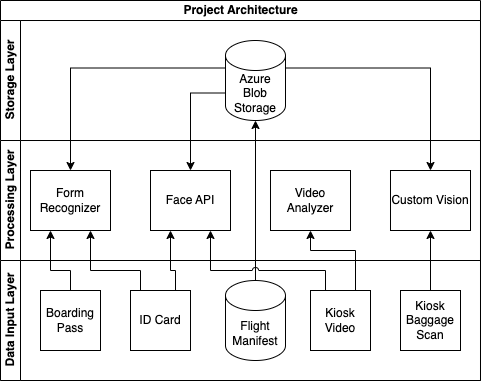 Project Architecture
Storage Layer
Azure
Blob
Storage
Processing Layer
Form
Recognizer
Face API
Video
Analyzer
Custom Vision
Data Input Layer
Boarding
Pass
ID Card
Flight
Manifest
Kiosk
Video
Kiosk
Baggage
Scan